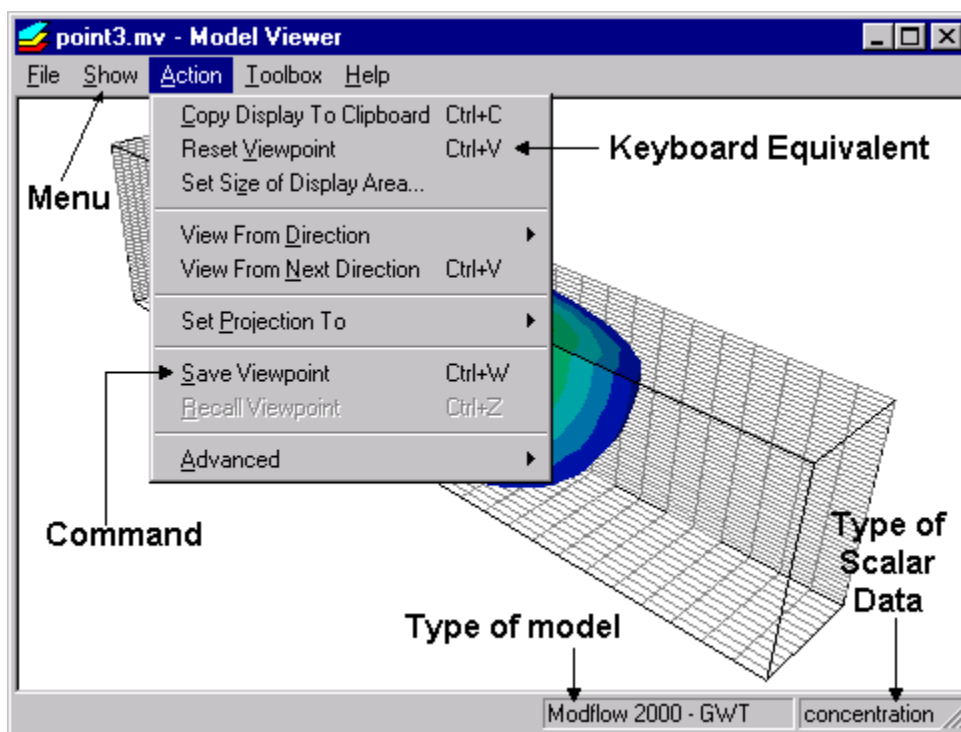 point3.mv - Model Viewer
File Show Action Toolbox Help
Copy Display To Clipboard Ctrl+C
Reset Viewpoint Ctrl+V
Keyboard Equivalent
Menu
Set Size of Display Area...
View From Direction
View From Next Direction Ctrl+V
Set Projection To
Save Viewpoint Ctrl+W
Recall Viewpoint Ctrl+Z
Advanced
Command
Type of
Scalar
Data
Type of model
Modflow 2000 - GWT
concentration